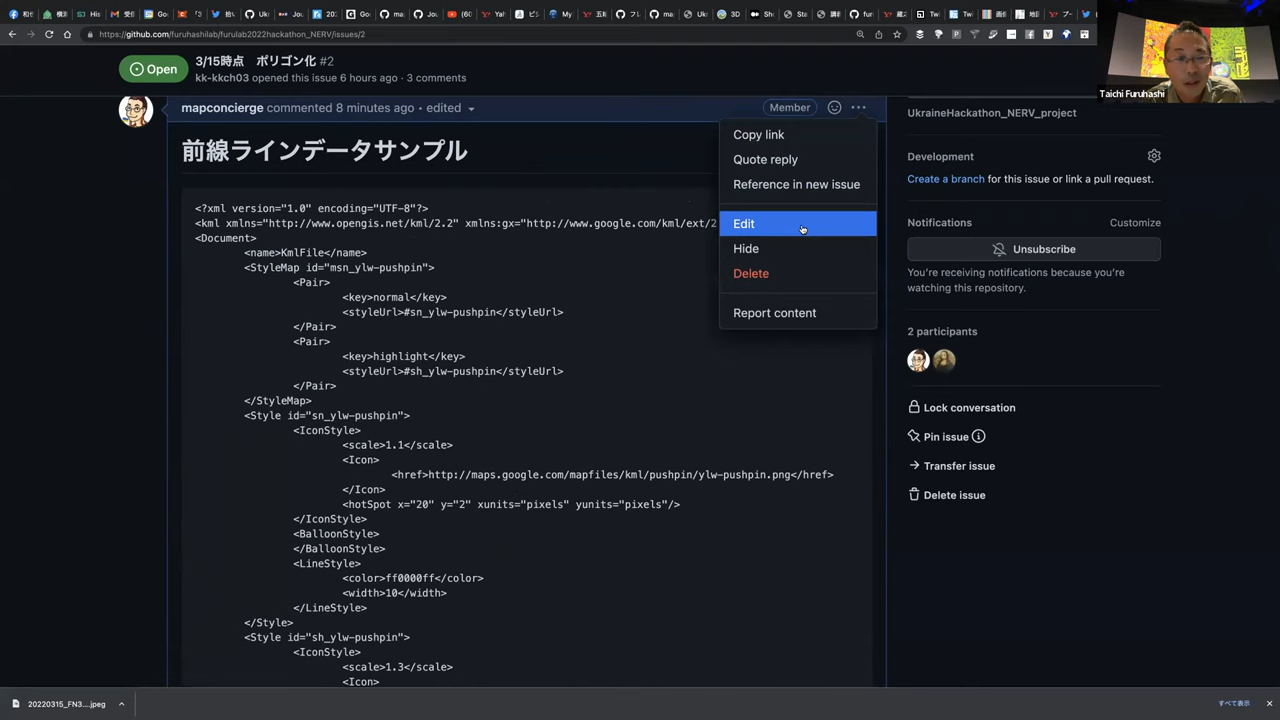 https://github.com/furuhashilab/furulab2022hackathon_NERV/issues/2
Open
3/15時点　ポリゴン化 #2
kk-kkch03 opened this issue 6 hours ago · 3 comments
Taichi Furuhashi
mapconcierge commented 8 minutes ago · edited
Member
前線ラインデータサンプル
<?xml version="1.0" encoding="UTF-8"?>
<kml xmlns="http://www.opengis.net/kml/2.2" xmlns:gx="http://www.google.com/kml/ext/2
<Document>
<name>KmlFile</name>
<StyleMap id="msn_ylw-pushpin">
<Pair>
<key>normal</key>
<styleUrl>#sn_ylw-pushpin</styleUrl>
</Pair>
<Pair>
<key>highlight</key>
<styleUrl>#sh_ylw-pushpin</styleUrl>
</Pair>
</StyleMap>
<Style id="sn_ylw-pushpin">
<IconStyle>
<scale>1.1</scale>
<Icon>
<href>http://maps.google.com/mapfiles/kml/pushpin/ylw-pushpin.png</href>
</Icon>
<hotSpot x="20" y="2" xunits="pixels" yunits="pixels"/>
</IconStyle>
<BalloonStyle>
</BalloonStyle>
<LineStyle>
<color>ff0000ff</color>
<width>10</width>
</LineStyle>
</Style>
<Style id="sh_ylw-pushpin">
<IconStyle>
<scale>1.3</scale>
<Icon>
Copy link
Quote reply
Reference in new issue
Edit
Hide
Delete
Report content
UkraineHackathon_NERV_project
Development
Create a branch for this issue or link a pull request.
Notifications
Customize
Unsubscribe
You're receiving notifications because you're
watching this repository.
2 participants
Lock conversation
Pin issue
Transfer issue
Delete issue
20220315_FN3....jpeg
すべて表示